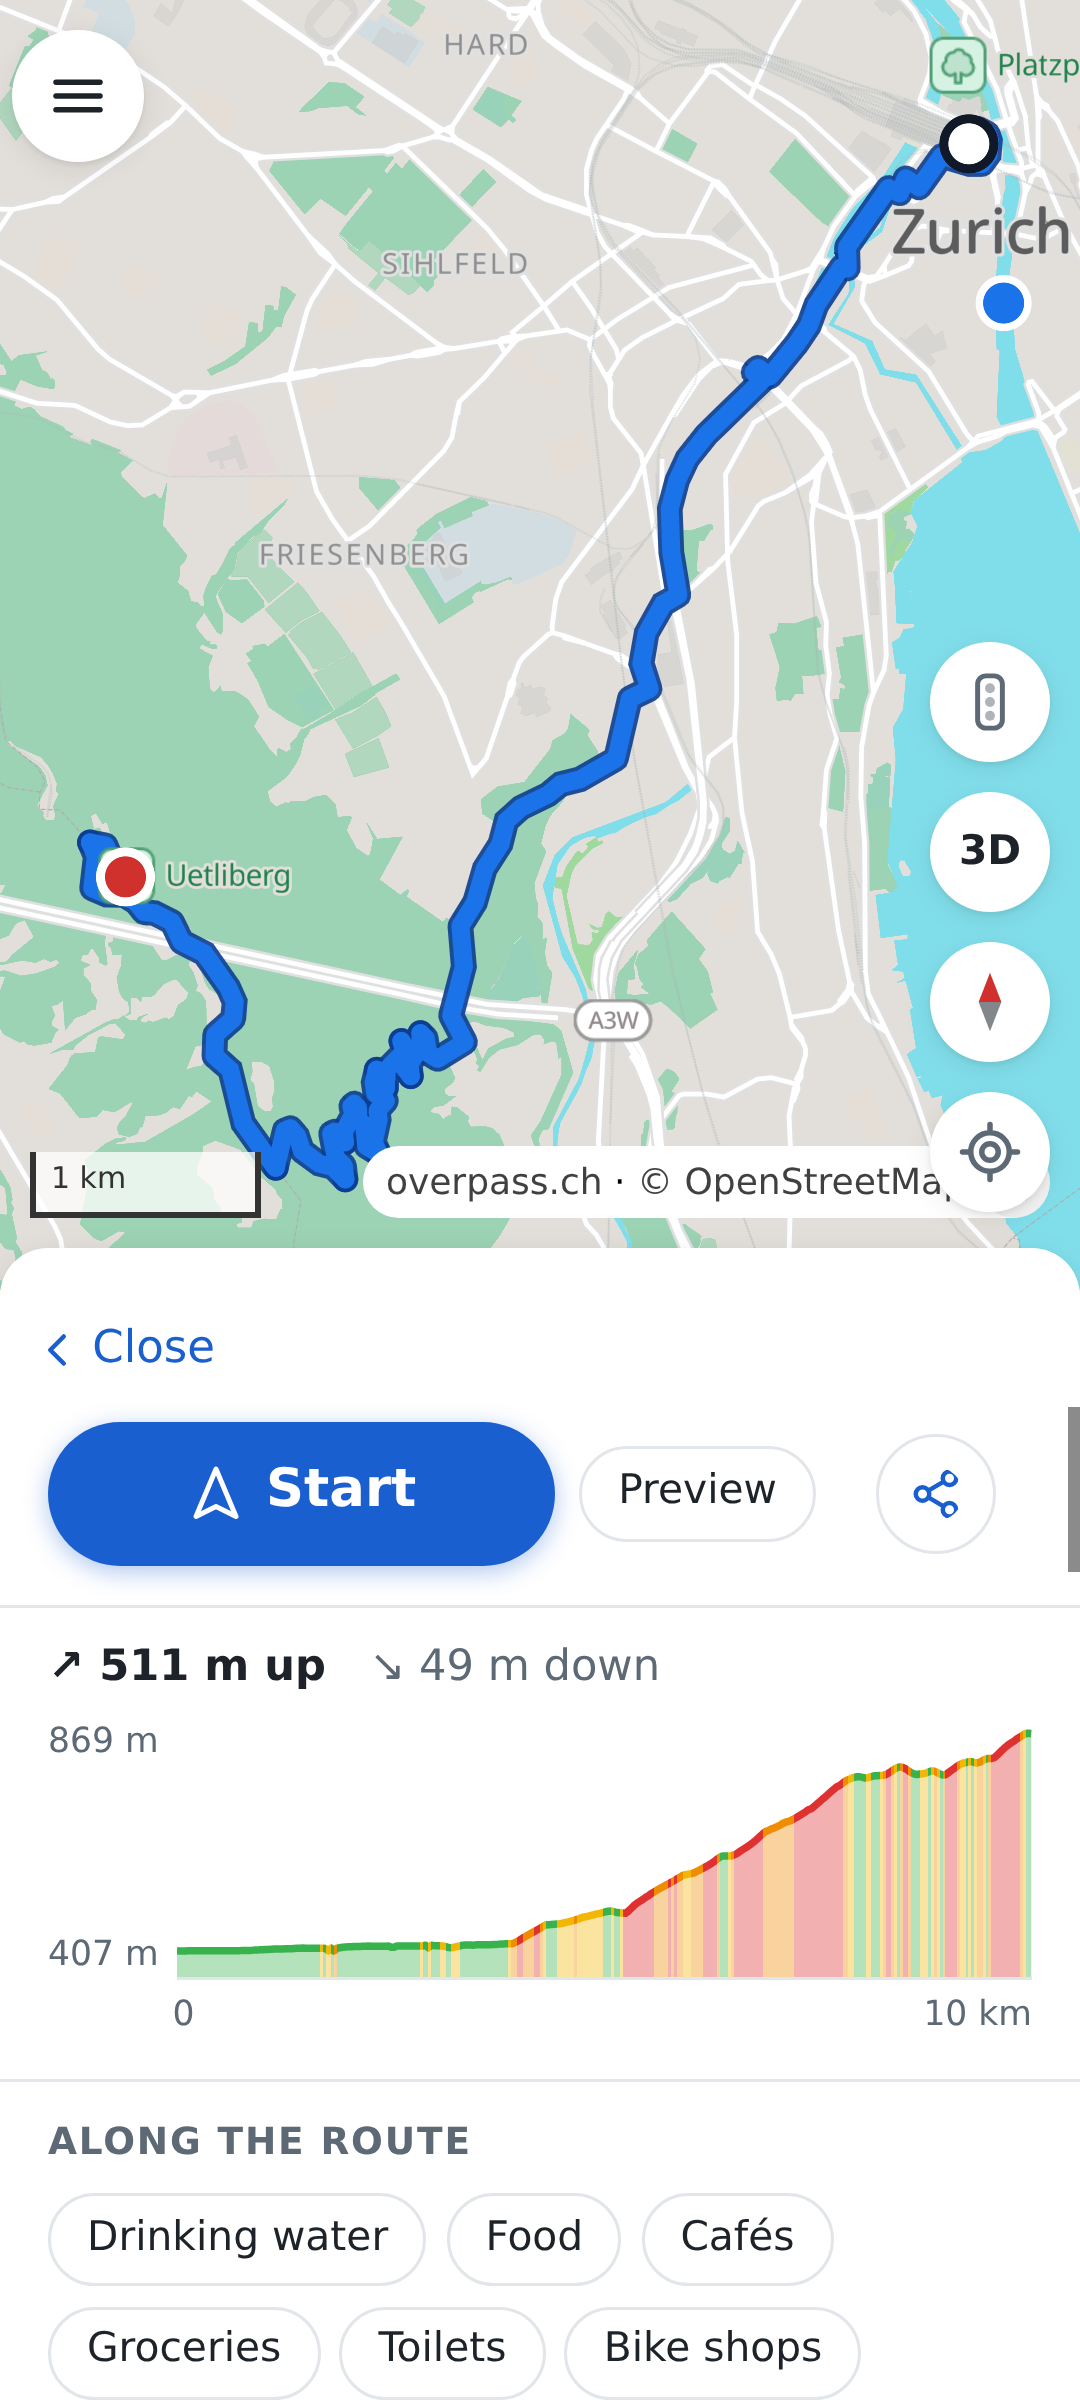 HARD
Platzp
SIHLFELD
Zurich
FRIESENBERG
3D
Uetliberg
A3W
1 km
overpass.ch · © OpenStreetMa
Close
Start
Preview
↗ 511 m up ↘ 49 m down
869 m
407 m
0
10 km
ALONG THE ROUTE
Drinking water
Food
Cafés
Groceries
Toilets
Bike shops